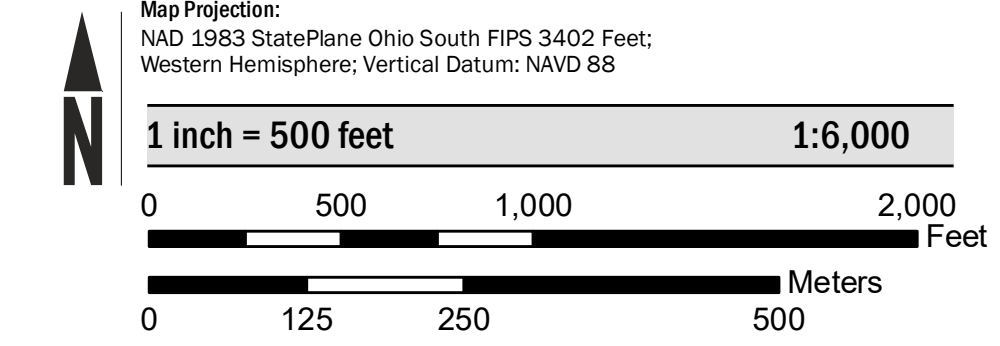 Map Projection:
NAD 1983 StatePlane Ohio South FIPS 3402 Feet;
Western Hemisphere; Vertical Datum: NAVD 88
N
1 inch = 500 feet 1:6,000
0 500 1,000 2,000
Feet
Meters
0 125 250 500